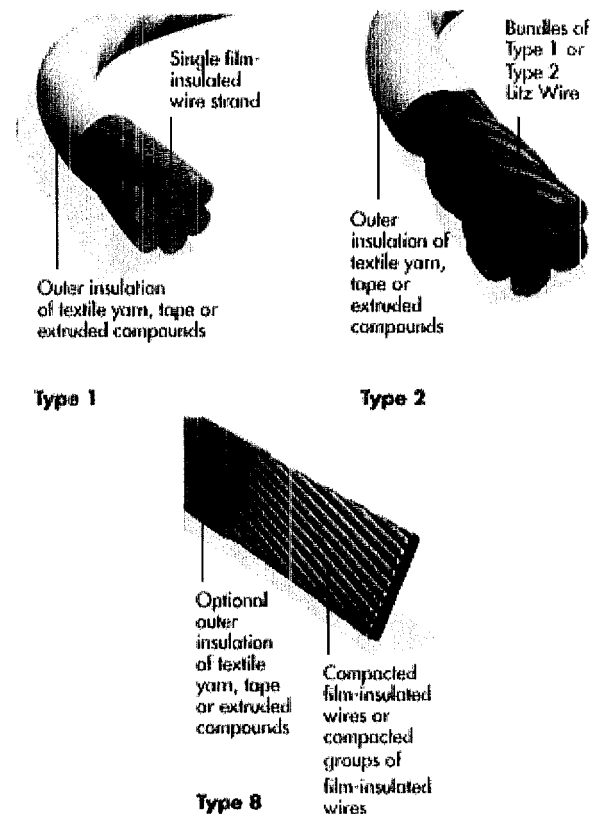 Single film-
insulated
wire strand
Outer insulation
of textile yarn, tape or
extruded compounds
Type 1
Bundles of
Type 1 or
Type 2
Litz Wire
Outer
insulation of
textile yarn,
tape or
extruded
compounds
Type 2
Optional
outer
insulation
of textile
yarn, tape
or extruded
compounds
Compacted
film-insulated
wires or
compacted
groups of
film-insulated
wires
Type 8